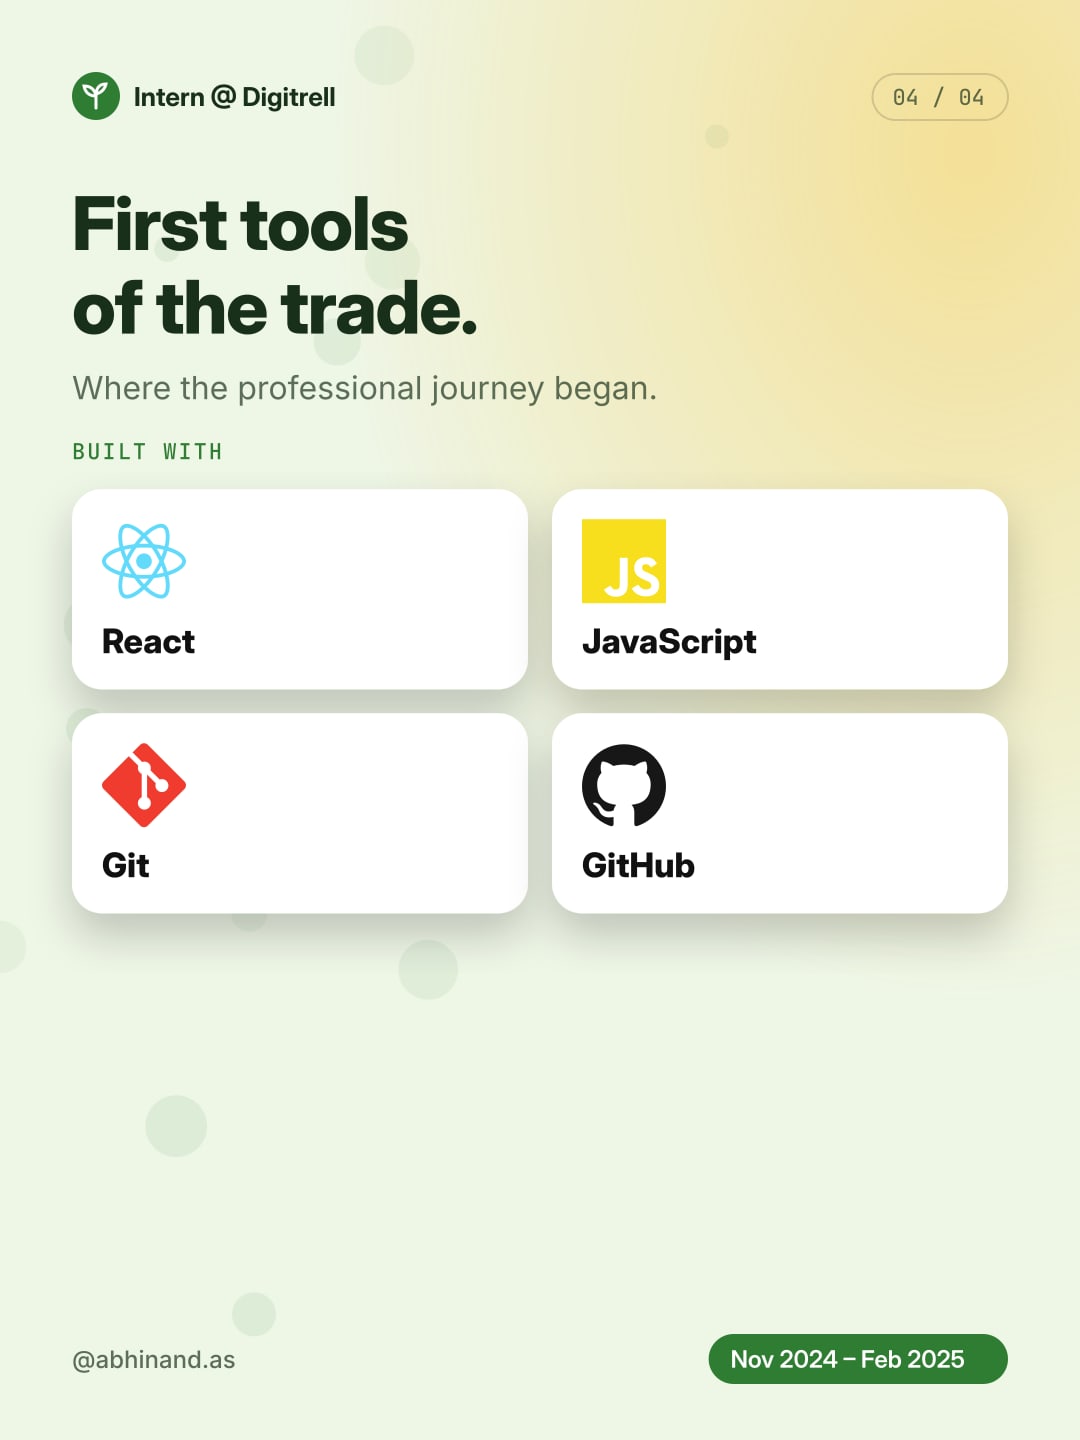 Intern @ Digitrell
04 / 04
First tools
of the trade.
Where the professional journey began.
BUILT WITH
JS
React
JavaScript
Git
GitHub
@abhinand.as
Nov 2024 – Feb 2025